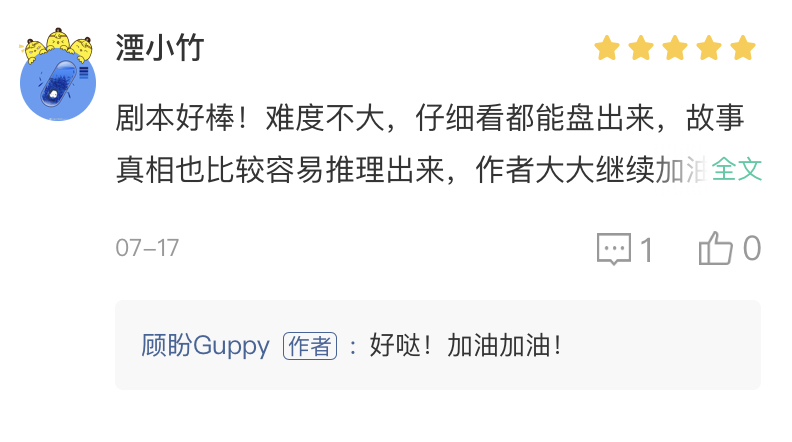 湮小竹
剧本好棒！难度不大，仔细看都能盘出来，故事
真相也比较容易推理出来，作者大大继续加油全文
07-17 1 0
顾盼Guppy 作者：好哒！加油加油！